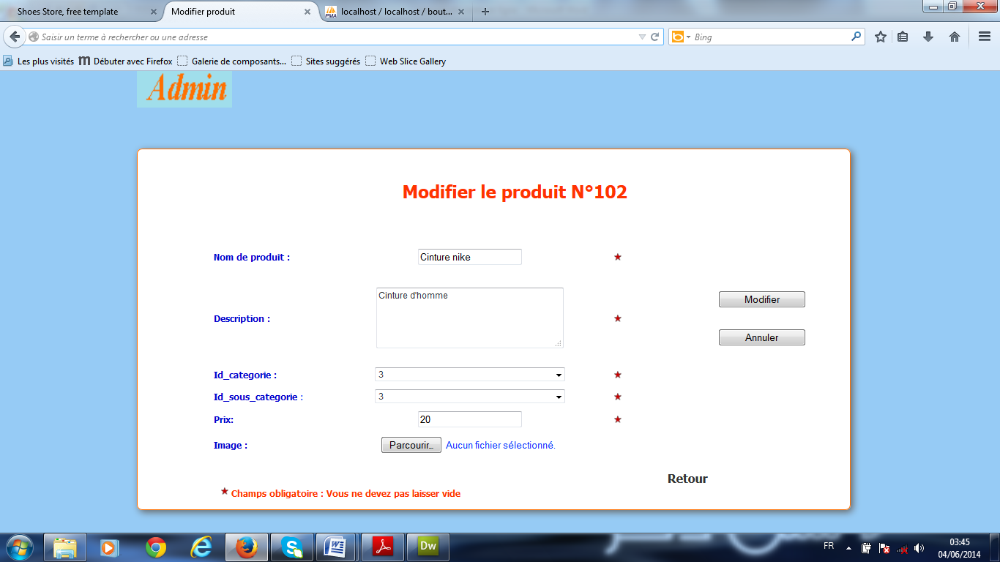 Shoes Store, free template
Modifier produit
localhost / localhost / bout...
Saisir un terme à rechercher ou une adresse
Bing
Les plus visités
Débuter avec Firefox
Galerie de composants...
Sites suggérés
Web Slice Gallery
Admin
Modifier le produit N°102
Nom de produit :
Cinture nike
Description :
Cinture d'homme
Modifier
Annuler
Id_categorie :
3
Id_sous_categorie :
3
Prix:
20
Image :
Parcourir_
Aucun fichier sélectionné.
Retour
Champs obligatoire : Vous ne devez pas laisser vide
Dw
FR
03:45
04/06/2014